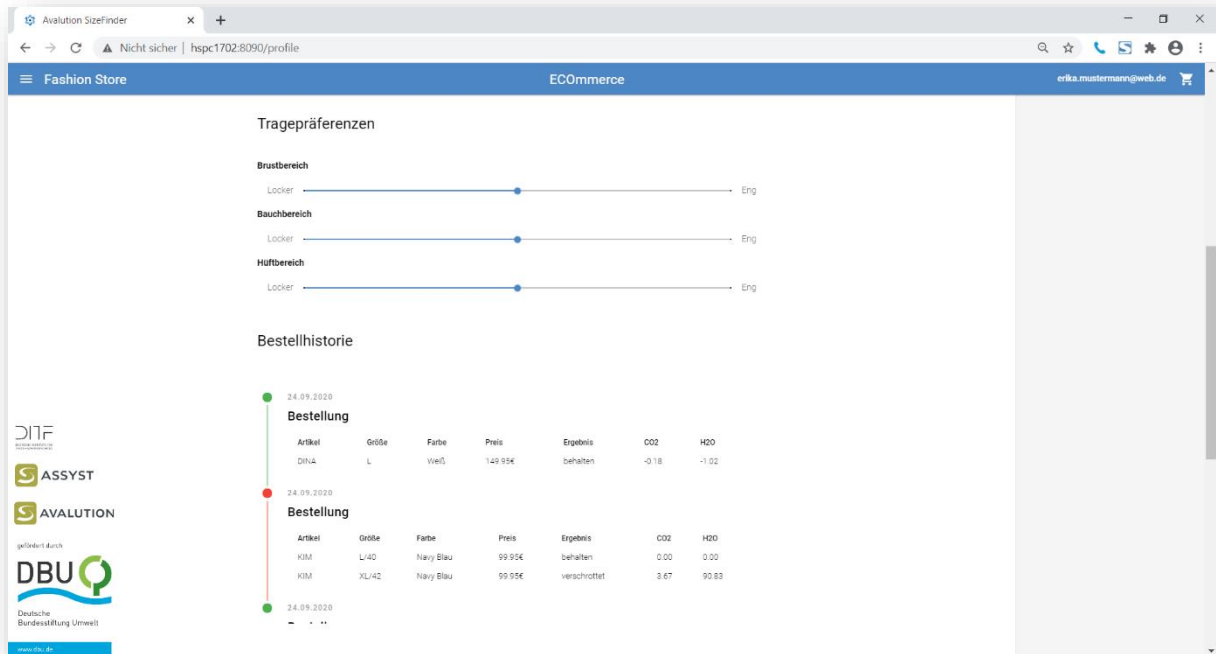 Avalution SizeFinder
Nicht sicher | hspc1702:8090/profile
Fashion Store
ECOmmerce
erika.mustermann@web.de
Tragepräferenzen
Brustbereich
Locker Eng
Bauchbereich
Locker Eng
Hüftbereich
Locker Eng
Bestellhistorie
24.09.2020
Bestellung
Artikel Größe Farbe Preis Ergebnis CO2 H2O
DINA L Weiß 149.95€ behalten -0.18 -1.02
24.09.2020
Bestellung
Artikel Größe Farbe Preis Ergebnis CO2 H2O
KIM L/40 Navy Blau 99.95€ behalten 0.00 0.00
KIM XL/42 Navy Blau 99.95€ verschrottet 3.67 90.83
24.09.2020
DITF
ASSYST
AVALUTION
gefördert durch
DBU
Deutsche
Bundesstiftung Umwelt
www.dbu.de